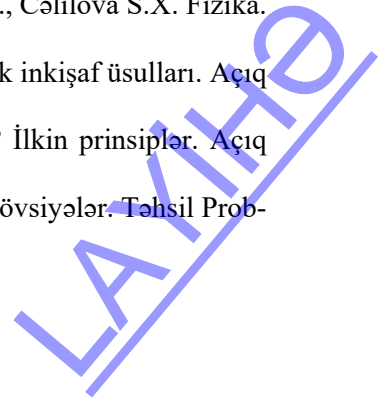 ., Cəlilova S.X. Fizika.
k inkişaf üsulları. Açıq
İlkin prinsiplər. Açıq
övsiyələr. Təhsil Prob-
LAYİHƏ